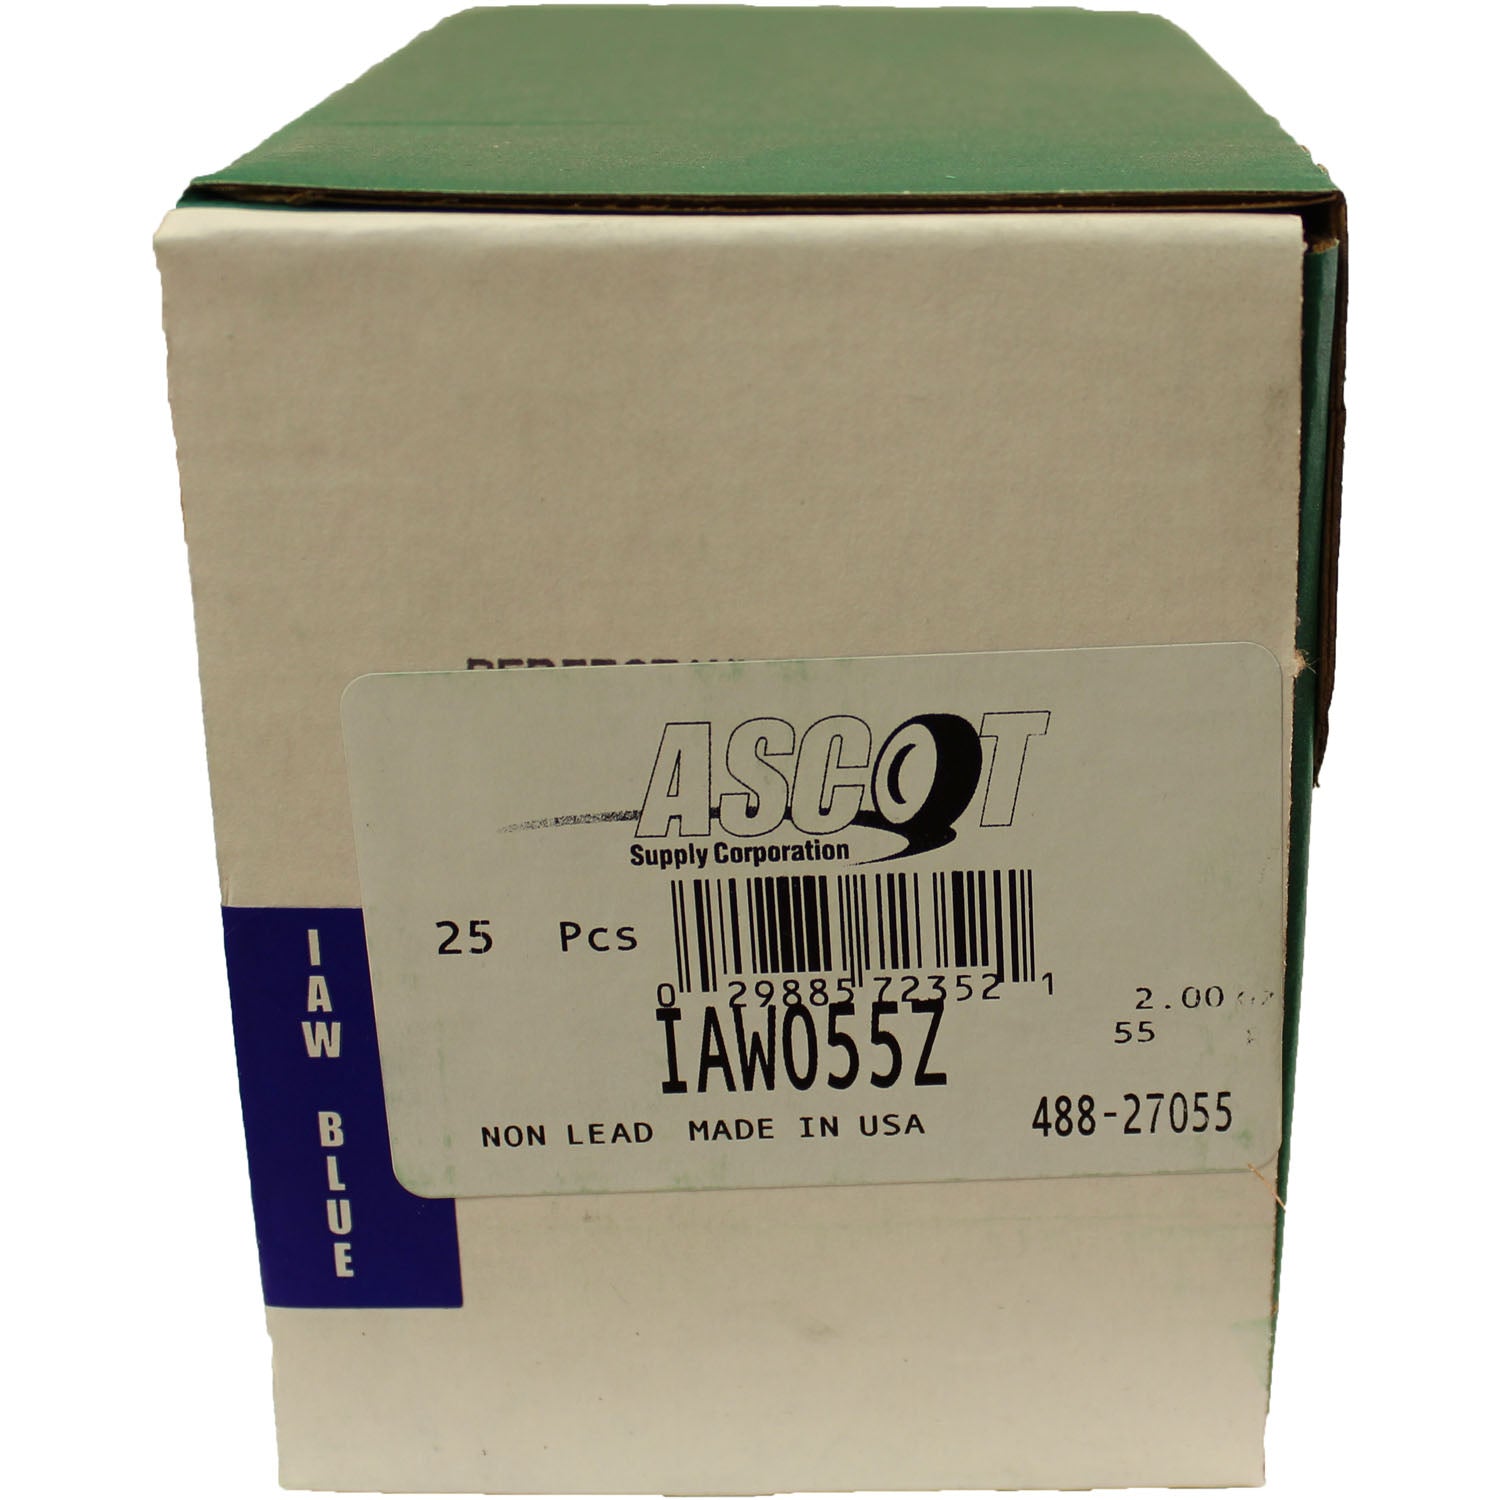 ASCOT
Supply Corporation
25 Pcs
0 29885 72352 1
2.00
55
IAW055Z
NON LEAD MADE IN USA
488-27055
IAW BLUE